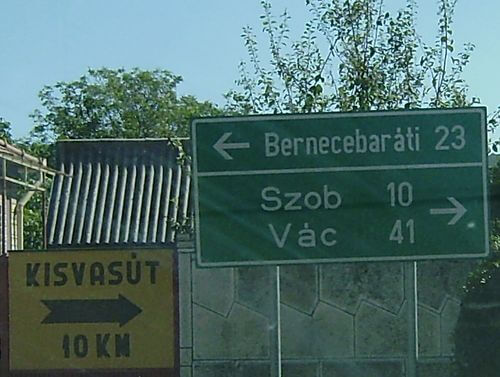 Bernecebaráti 23
Szob 10
Vác 41
KISVASÚT
10 KM